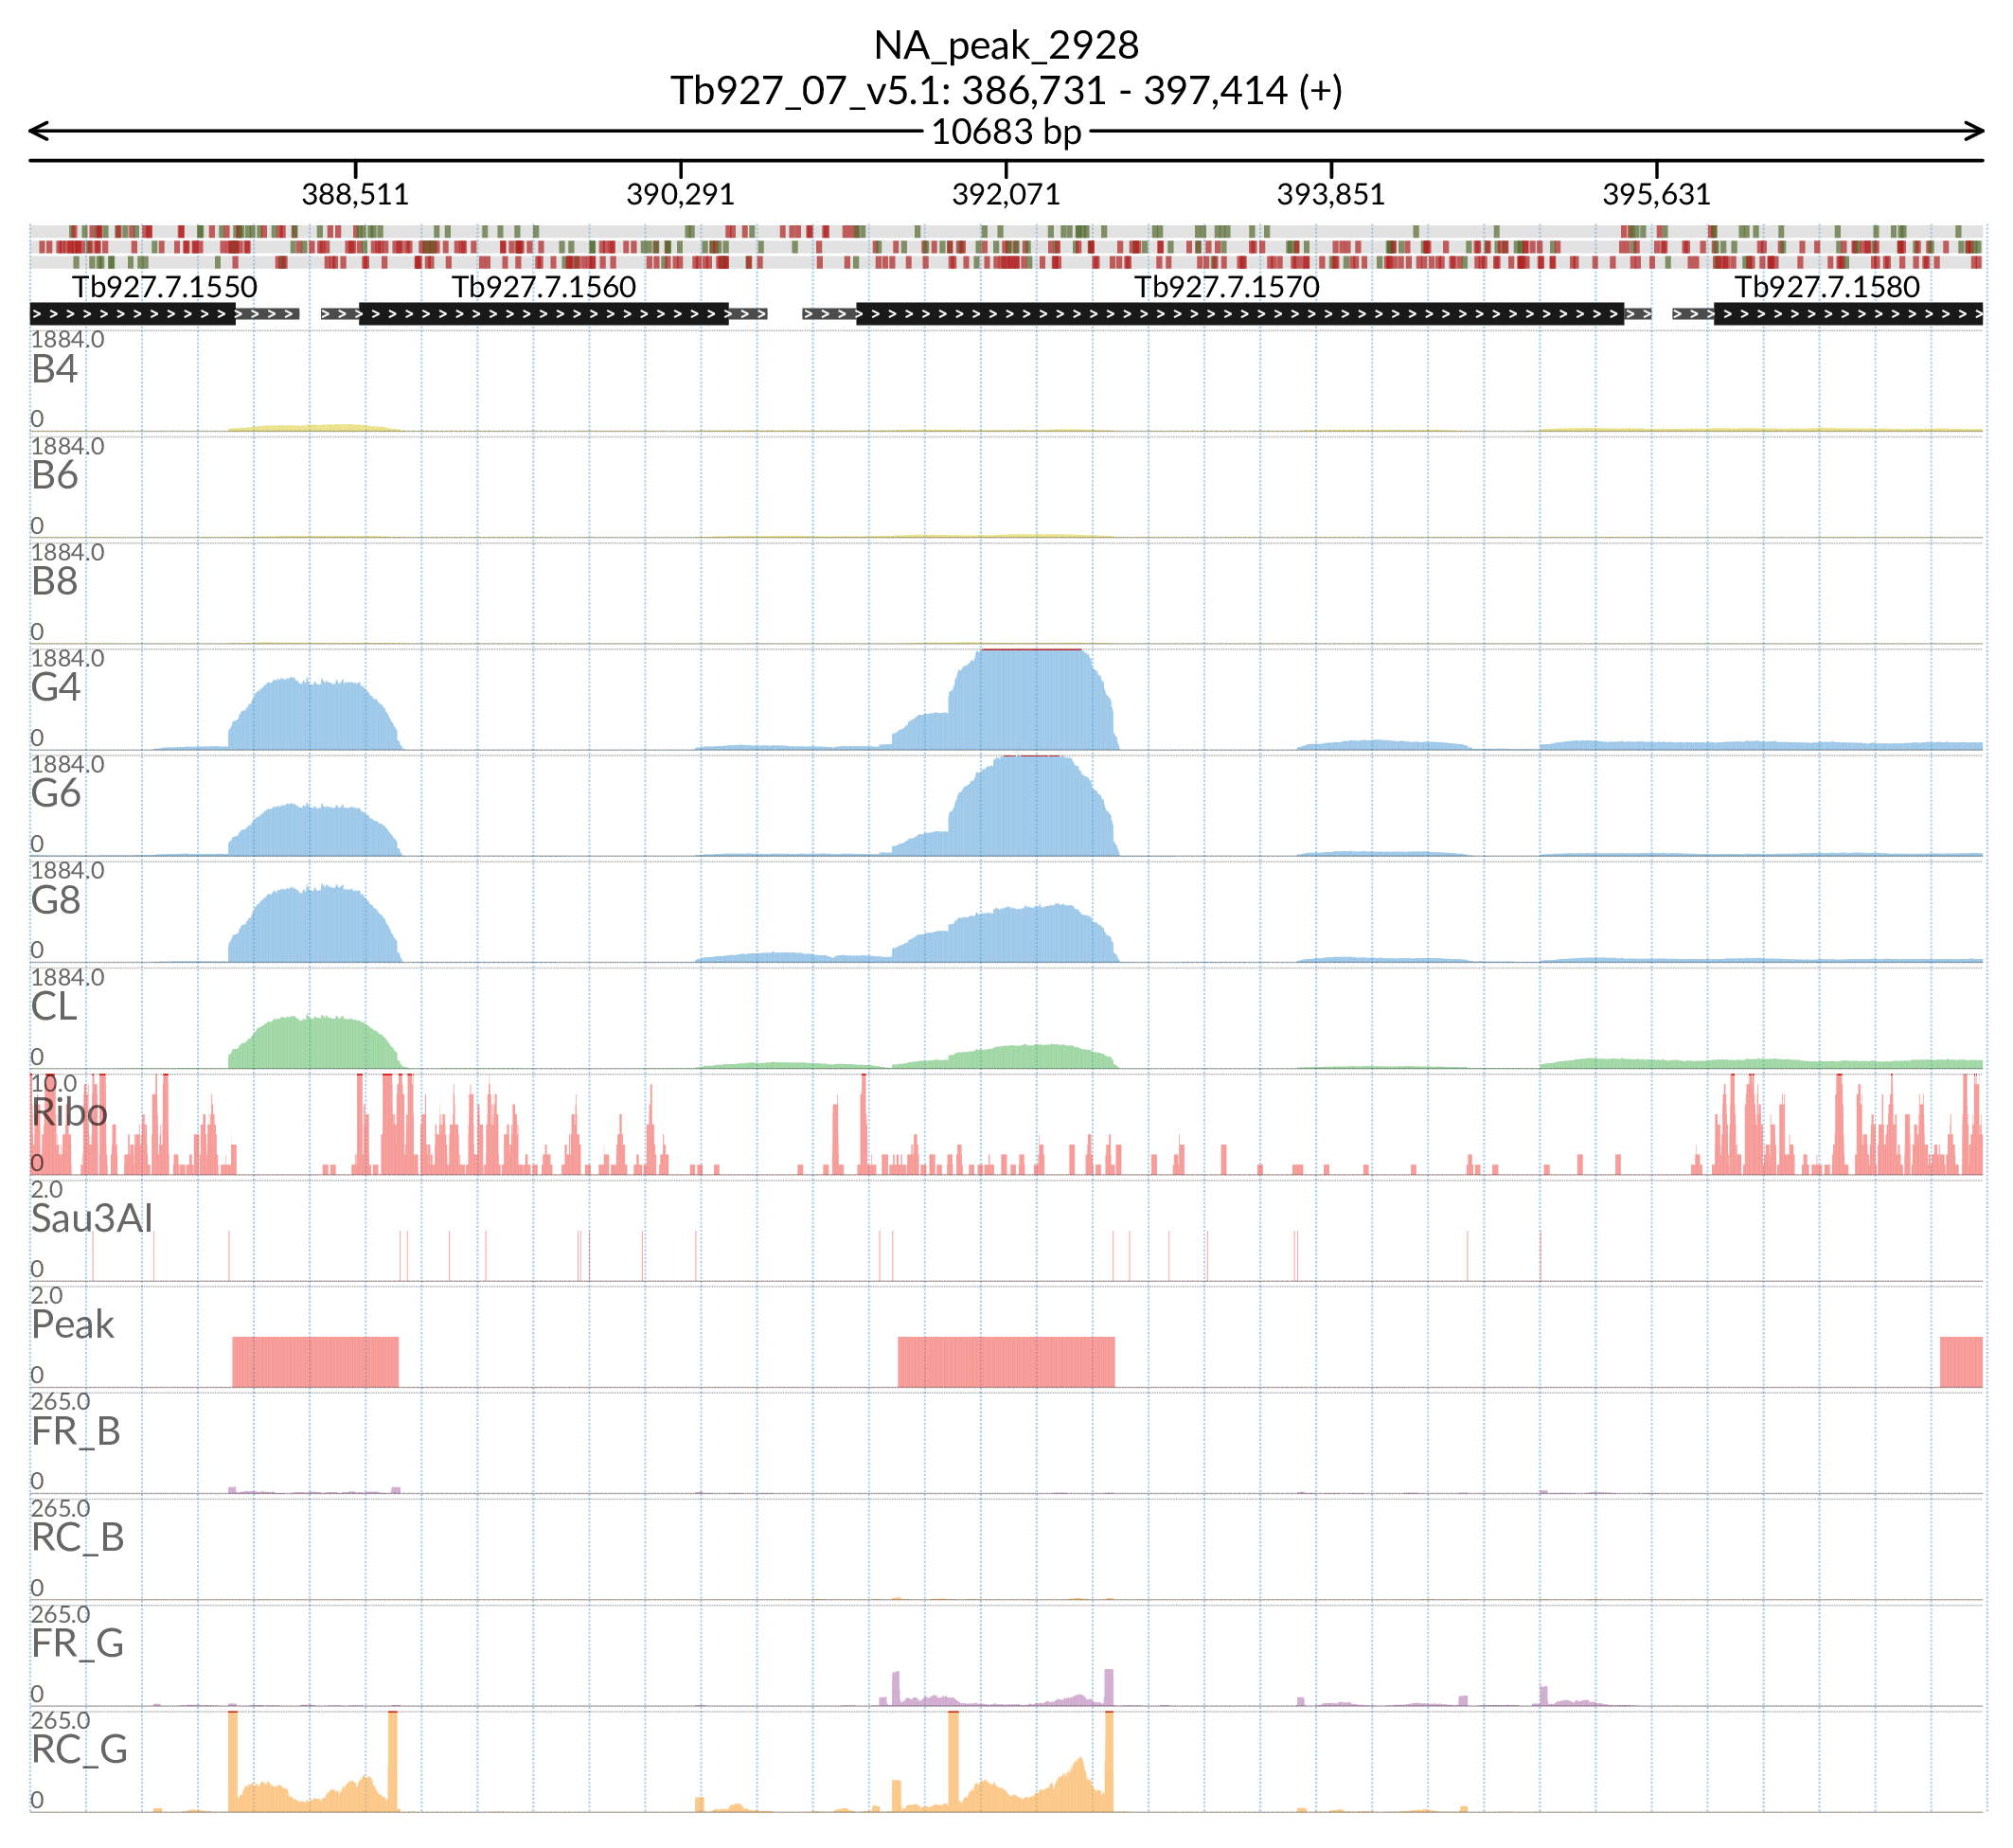 NA_peak_2928
Tb927_07_v5.1: 386,731 - 397,414 (+)
10683 bp
388,511 390,291 392,071 393,851 395,631
Tb927.7.1550 Tb927.7.1560 Tb927.7.1570 Tb927.7.1580
1884.0
B4
0
1884.0
B6
0
1884.0
B8
0
1884.0
G4
0
1884.0
G6
0
1884.0
G8
0
1884.0
CL
0
10.0
Ribo
0
2.0
Sau3AI
0
2.0
Peak
0
265.0
FR_B
0
265.0
RC_B
0
265.0
FR_G
0
265.0
RC_G
0